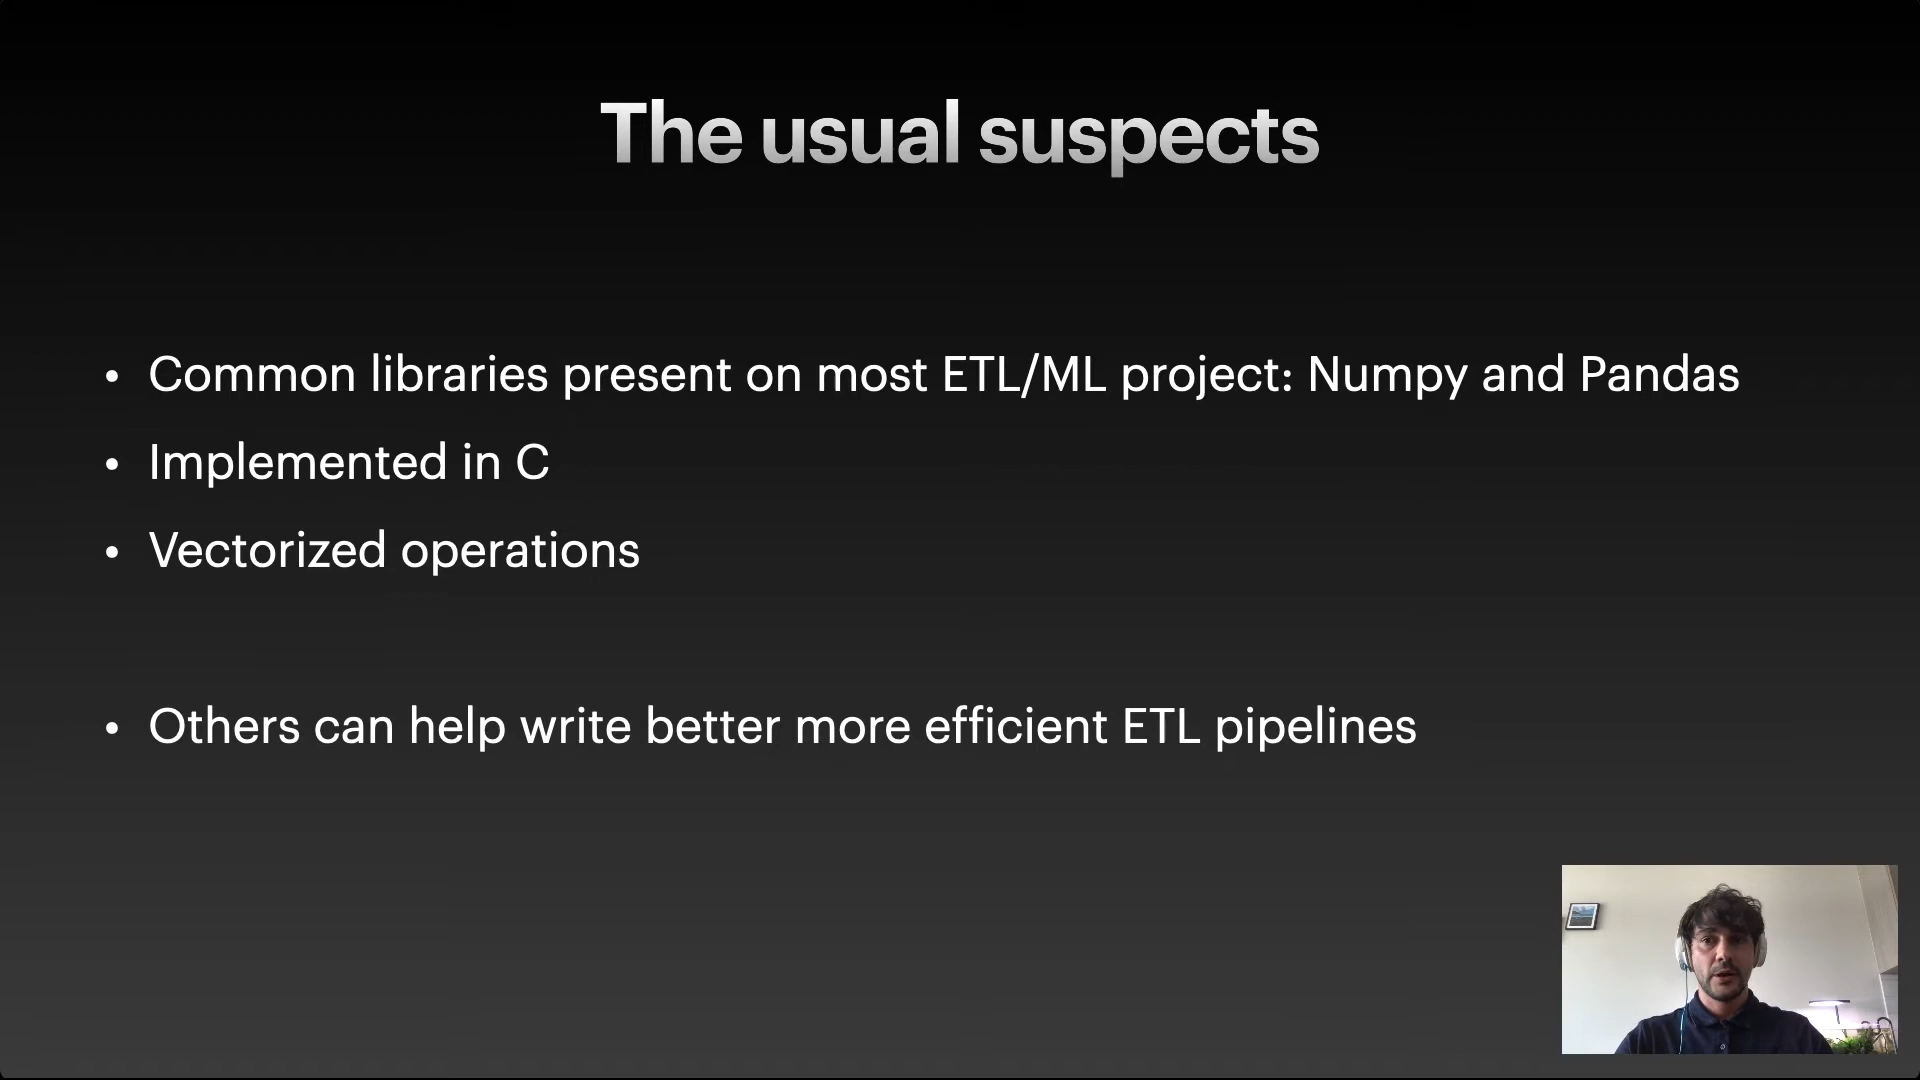 The usual suspects
• Common libraries present on most ETL/ML project: Numpy and Pandas
• Implemented in C
• Vectorized operations
• Others can help write better more efficient ETL pipelines